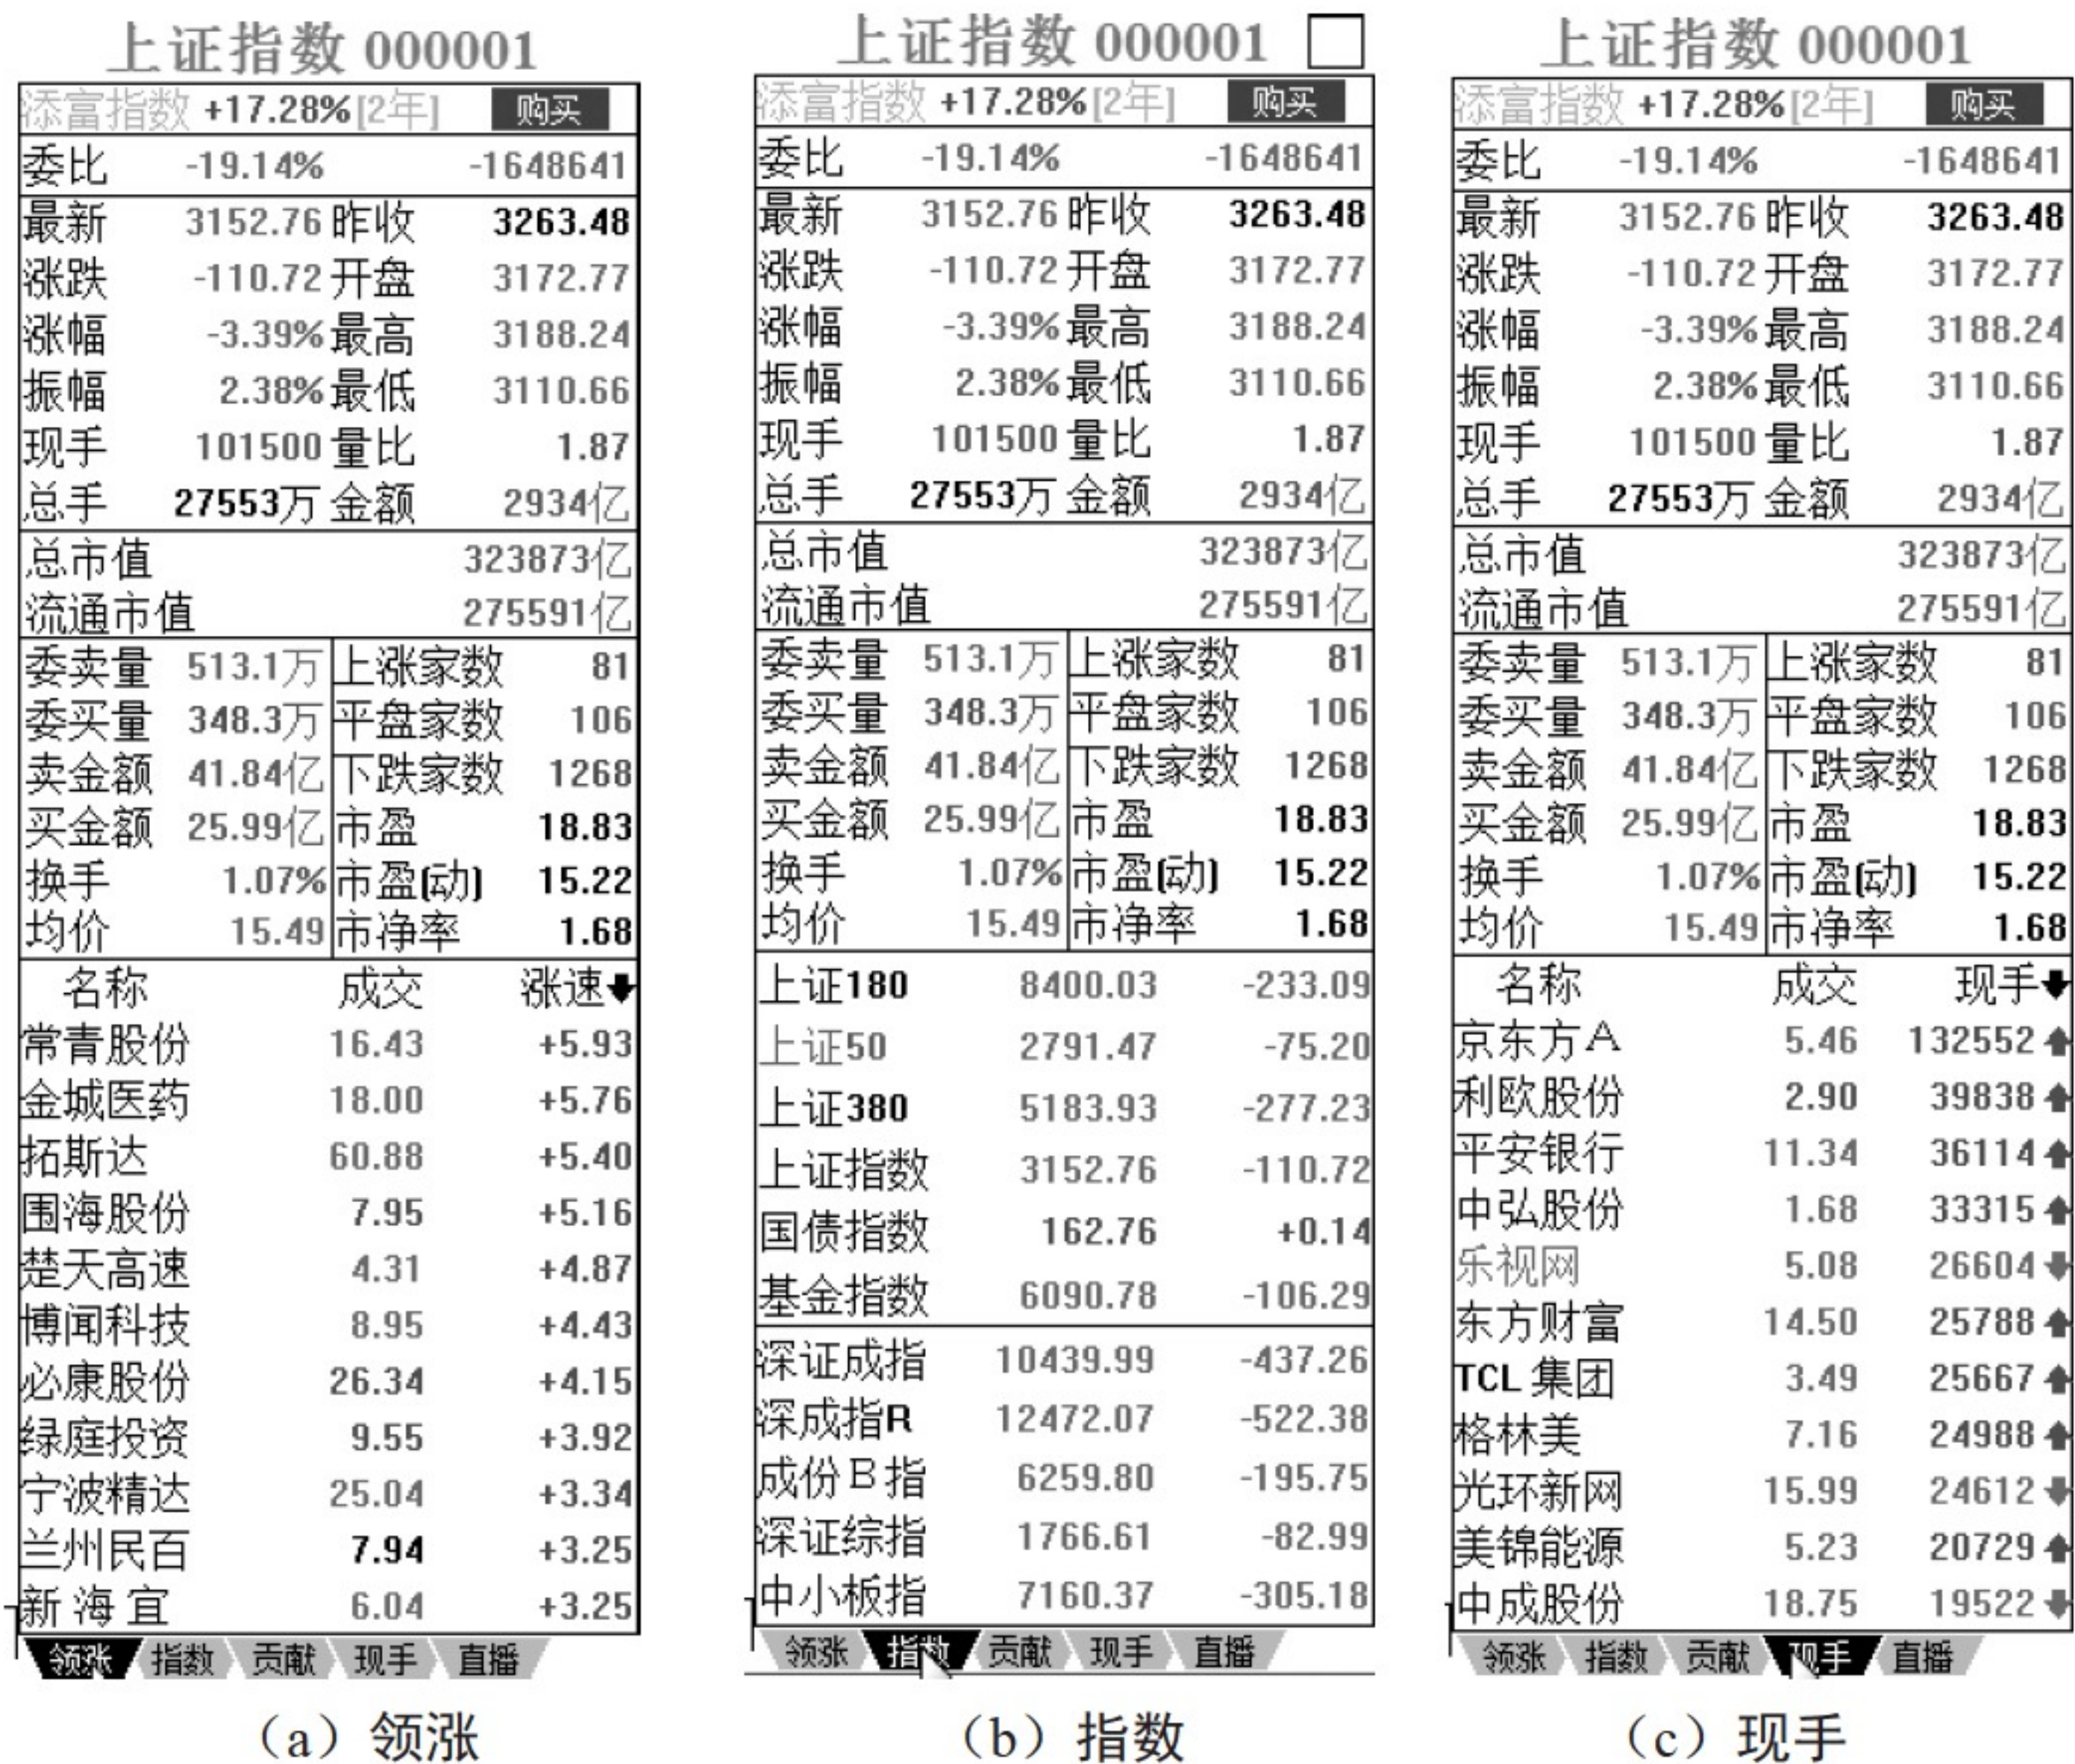 上证指数 000001
添富指数 +17.28% [2年] 购买
委比 -19.14% -1648641
最新 3152.76 昨收 3263.48
涨跌 -110.72 开盘 3172.77
涨幅 -3.39% 最高 3188.24
振幅 2.38% 最低 3110.66
现手 101500 量比 1.87
总手 27553万 金额 2934亿
总市值 323873亿
流通市值 275591亿
委卖量 513.1万 上涨家数 81
委买量 348.3万 平盘家数 106
卖金额 41.84亿 下跌家数 1268
买金额 25.99亿 市盈 18.83
换手 1.07% 市盈(动) 15.22
均价 15.49 市净率 1.68
名称 成交 涨速
常青股份 16.43 +5.93
金城医药 18.00 +5.76
拓斯达 60.88 +5.40
围海股份 7.95 +5.16
楚天高速 4.31 +4.87
博闻科技 8.95 +4.43
必康股份 26.34 +4.15
绿庭投资 9.55 +3.92
宁波精达 25.04 +3.34
兰州民百 7.94 +3.25
新海宜 6.04 +3.25
领涨 指数 贡献 现手 直播
(a) 领涨
上证指数 000001
添富指数 +17.28% [2年] 购买
委比 -19.14% -1648641
最新 3152.76 昨收 3263.48
涨跌 -110.72 开盘 3172.77
涨幅 -3.39% 最高 3188.24
振幅 2.38% 最低 3110.66
现手 101500 量比 1.87
总手 27553万 金额 2934亿
总市值 323873亿
流通市值 275591亿
委卖量 513.1万 上涨家数 81
委买量 348.3万 平盘家数 106
卖金额 41.84亿 下跌家数 1268
买金额 25.99亿 市盈 18.83
换手 1.07% 市盈(动) 15.22
均价 15.49 市净率 1.68
上证180 8400.03 -233.09
上证50 2791.47 -75.20
上证380 5183.93 -277.23
上证指数 3152.76 -110.72
国债指数 162.76 +0.14
基金指数 6090.78 -106.29
深证成指 10439.99 -437.26
深成指R 12472.07 -522.38
成份B指 6259.80 -195.75
深证综指 1766.61 -82.99
中小板指 7160.37 -305.18
领涨 指数 贡献 现手 直播
(b) 指数
上证指数 000001
添富指数 +17.28% [2年] 购买
委比 -19.14% -1648641
最新 3152.76 昨收 3263.48
涨跌 -110.72 开盘 3172.77
涨幅 -3.39% 最高 3188.24
振幅 2.38% 最低 3110.66
现手 101500 量比 1.87
总手 27553万 金额 2934亿
总市值 323873亿
流通市值 275591亿
委卖量 513.1万 上涨家数 81
委买量 348.3万 平盘家数 106
卖金额 41.84亿 下跌家数 1268
买金额 25.99亿 市盈 18.83
换手 1.07% 市盈(动) 15.22
均价 15.49 市净率 1.68
名称 成交 现手
京东方A 5.46 132552
利欧股份 2.90 39838
平安银行 11.34 36114
中弘股份 1.68 33315
乐视网 5.08 26604
东方财富 14.50 25788
TCL 集团 3.49 25667
格林美 7.16 24988
光环新网 15.99 24612
美锦能源 5.23 20729
中成股份 18.75 19522
领涨 指数 贡献 现手 直播
(c) 现手